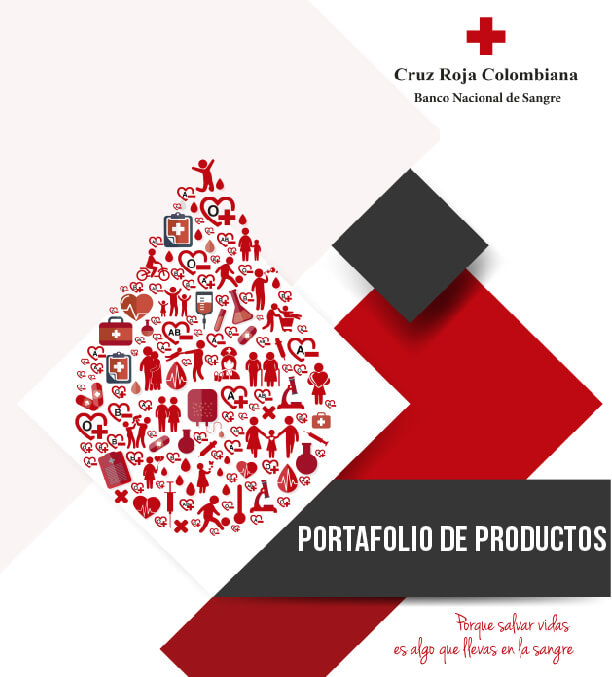 Cruz Roja Colombiana
Banco Nacional de Sangre
PORTAFOLIO DE PRODUCTOS
Porque salvar vidas
es algo que llevas en la sangre